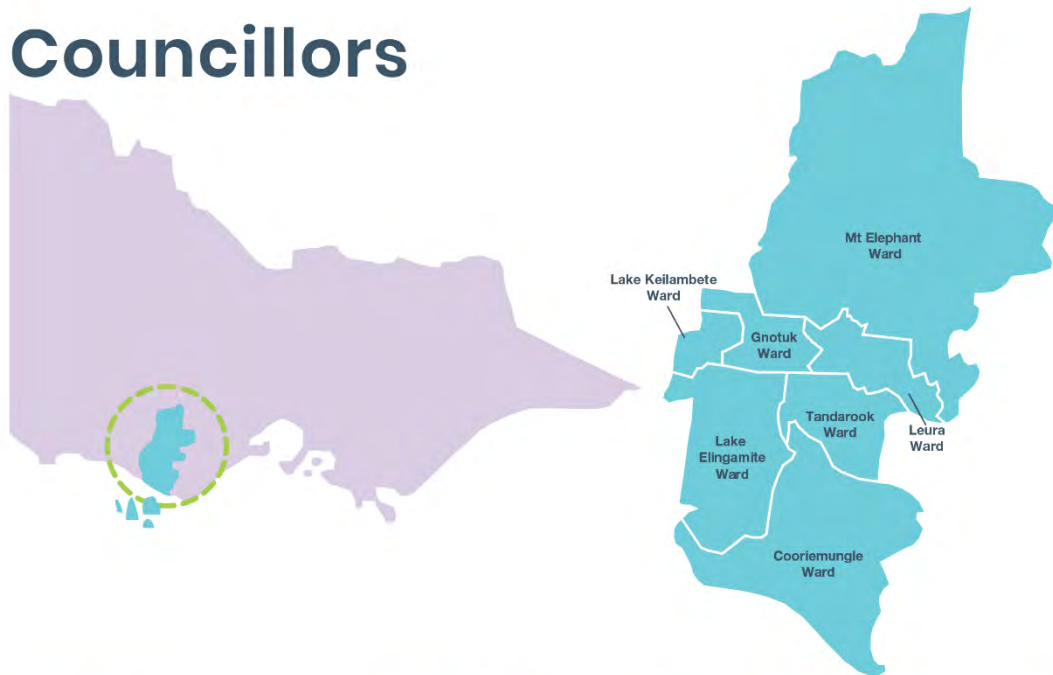 Councillors
Mt Elephant
Ward
Lake Keilambete
Ward
Gnotuk
Ward
Tandarook
Ward
Leura
Ward
Lake
Elingamite
Ward
Cooriemungle
Ward